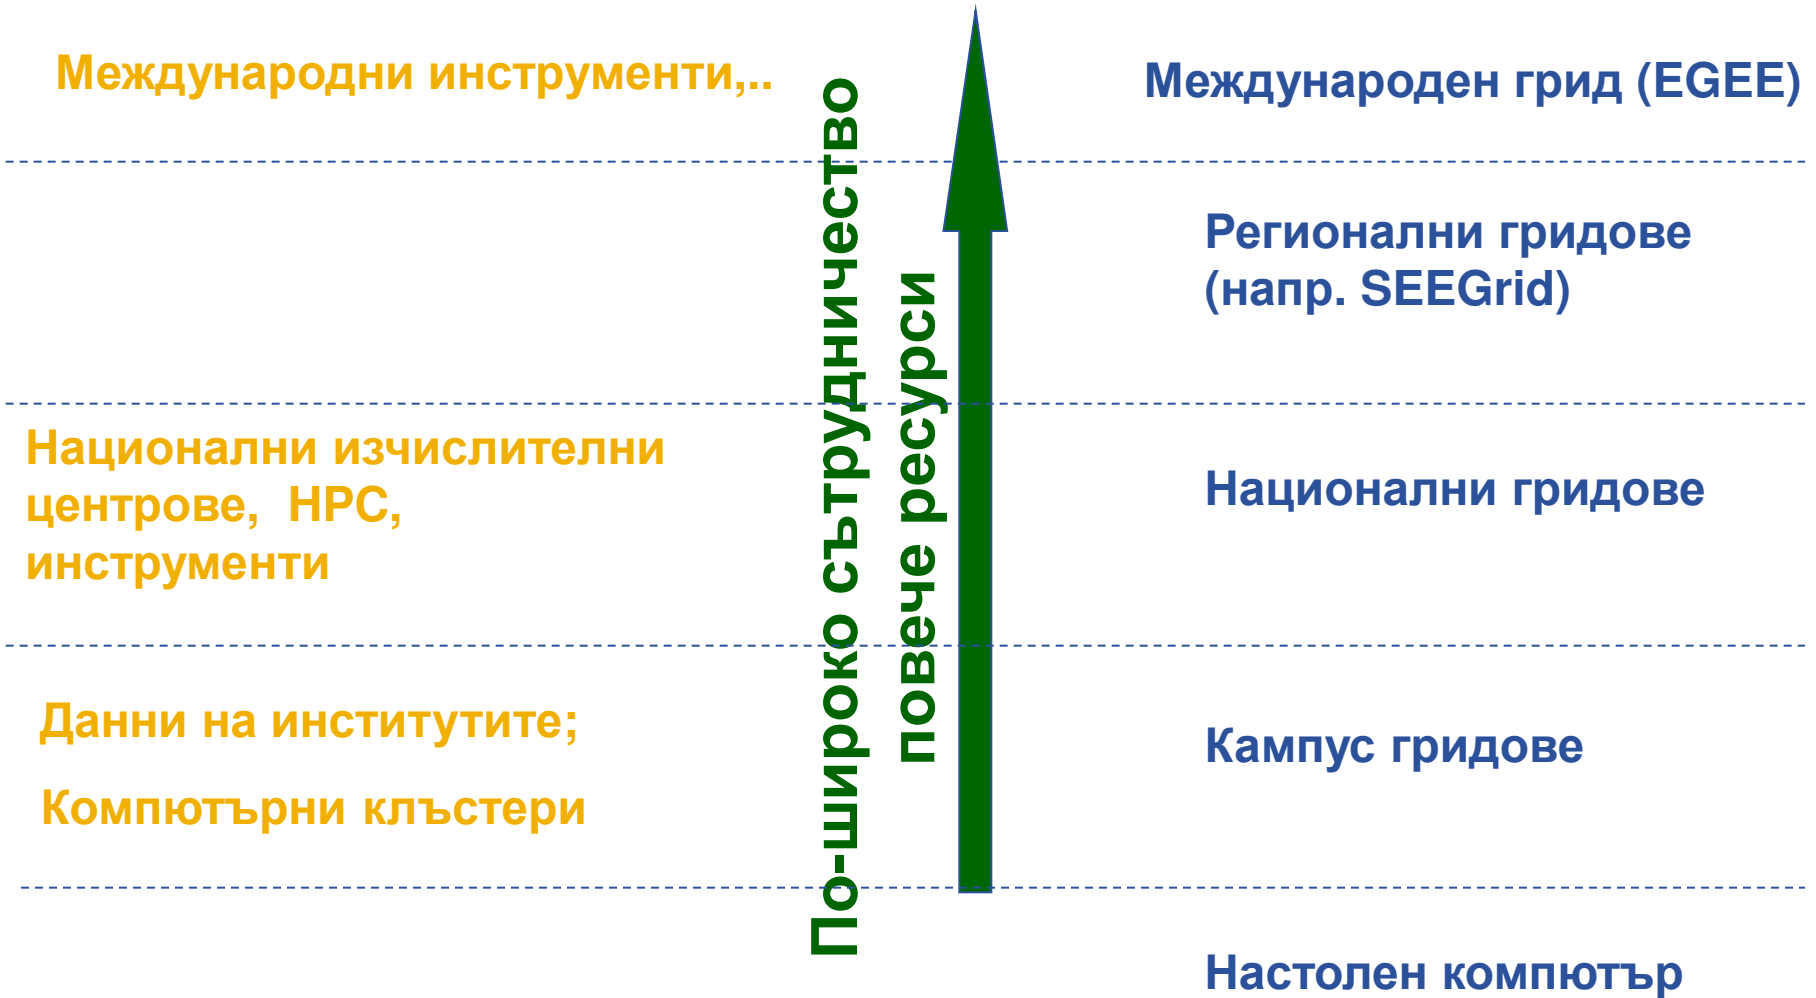 Международни инструменти,..
Международен грид (EGEE)
По-широко сътрудничество
повече ресурси
Регионални гридове
(напр. SEEGrid)
Национални изчислителни
центрове, HPC,
инструменти
Национални гридове
Данни на институтите;
Компютърни клъстери
Кампус гридове
Настолен компютър